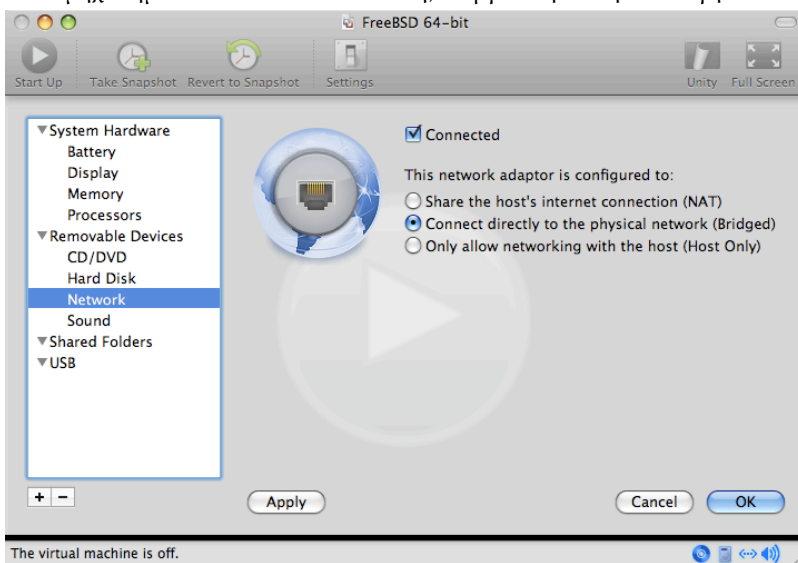 FreeBSD 64-bit
Start Up
Take Snapshot
Revert to Snapshot
Settings
Unity
Full Screen
System Hardware
Battery
Display
Memory
Processors
Removable Devices
CD/DVD
Hard Disk
Network
Sound
Shared Folders
USB
Connected
This network adaptor is configured to:
Share the host's internet connection (NAT)
Connect directly to the physical network (Bridged)
Only allow networking with the host (Host Only)
Apply
Cancel
OK
The virtual machine is off.